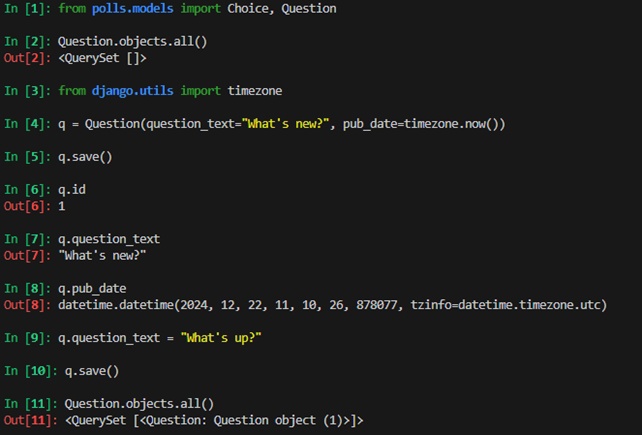 In [1]: from polls.models import Choice, Question
In [2]: Question.objects.all()
Out[2]: <QuerySet []>
In [3]: from django.utils import timezone
In [4]: q = Question(question_text="What's new?", pub_date=timezone.now())
In [5]: q.save()
In [6]: q.id
Out[6]: 1
In [7]: q.question_text
Out[7]: "What's new?"
In [8]: q.pub_date
Out[8]: datetime.datetime(2024, 12, 22, 11, 10, 26, 878077, tzinfo=datetime.timezone.utc)
In [9]: q.question_text = "What's up?"
In [10]: q.save()
In [11]: Question.objects.all()
Out[11]: <QuerySet [<Question: Question object (1)>]>